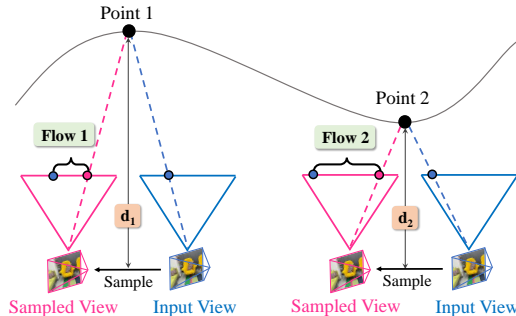 Point 1
Point 2
Flow 1
Flow 2
d1
d2
Sample
Sample
Sampled View
Input View
Sampled View
Input View